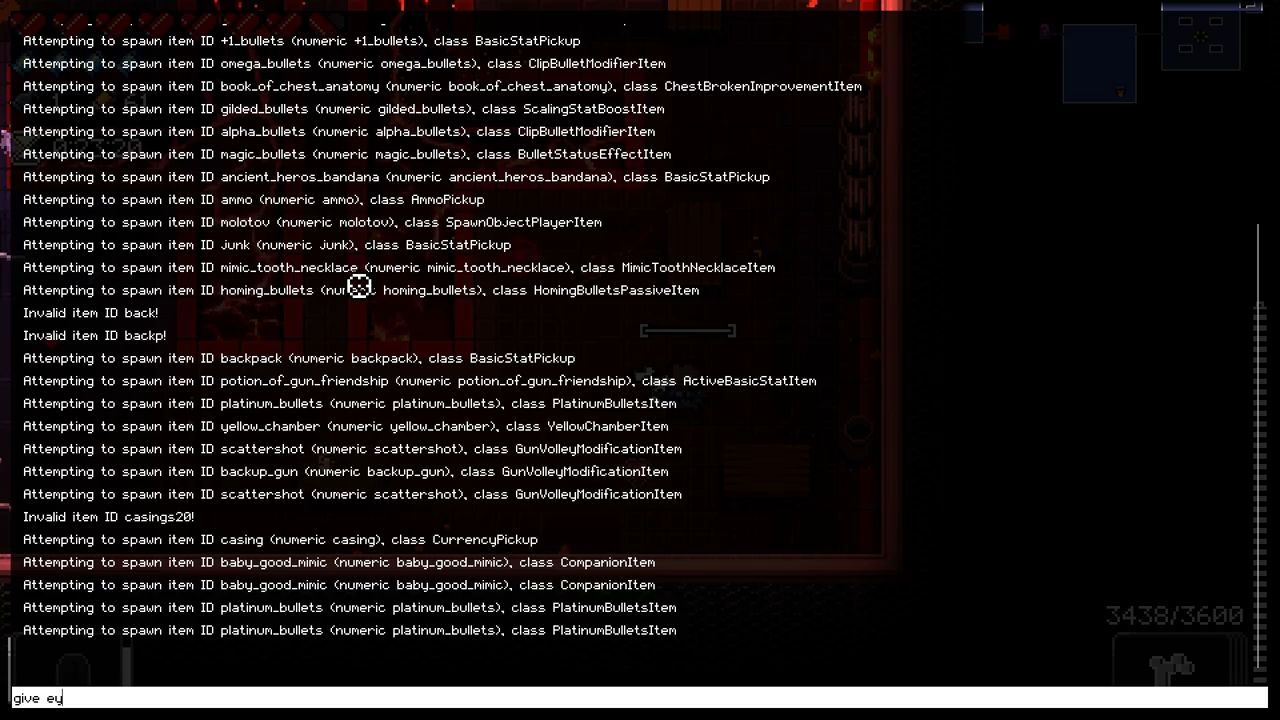 Attempting to spawn item ID +1_bullets (numeric +1_bullets), class BasicStatPickup
Attempting to spawn item ID omega_bullets (numeric omega_bullets), class ClipBulletModifierItem
Attempting to spawn item ID book_of_chest_anatomy (numeric book_of_chest_anatomy), class ChestBrokenImprovementItem
Attempting to spawn item ID gilded_bullets (numeric gilded_bullets), class ScalingStatBoostItem
Attempting to spawn item ID alpha_bullets (numeric alpha_bullets), class ClipBulletModifierItem
Attempting to spawn item ID magic_bullets (numeric magic_bullets), class BulletStatusEffectItem
Attempting to spawn item ID ancient_heros_bandana (numeric ancient_heros_bandana), class BasicStatPickup
Attempting to spawn item ID ammo (numeric ammo), class AmmoPickup
Attempting to spawn item ID molotov (numeric molotov), class SpawnObjectPlayerItem
Attempting to spawn item ID junk (numeric junk), class BasicStatPickup
Attempting to spawn item ID mimic_tooth_necklace (numeric mimic_tooth_necklace), class MimicToothNecklaceItem
Attempting to spawn item ID homing_bullets homing_bullets), class HomingBulletsPassiveItem
Invalid item ID back!
Invalid item ID backp!
Attempting to spawn item ID backpack (numeric backpack), class BasicStatPickup
Attempting to spawn item ID potion_of_gun_friendship (numeric potion_of_gun_friendship), class ActiveBasicStatItem
Attempting to spawn item ID platinum_bullets (numeric platinum_bullets), class PlatinumBulletsItem
Attempting to spawn item ID yellow_chamber (numeric yellow_chamber), class YellowChamberItem
Attempting to spawn item ID scattershot (numeric scattershot), class GunVolleyModificationItem
Attempting to spawn item ID backup_gun (numeric backup_gun), class GunVolleyModificationItem
Attempting to spawn item ID scattershot (numeric scattershot), class GunVolleyModificationItem
Invalid item ID casings20!
Attempting to spawn item ID casing (numeric casing), class CurrencyPickup
Attempting to spawn item ID baby_good_mimic (numeric baby_good_mimic), class CompanionItem
Attempting to spawn item ID baby_good_mimic (numeric baby_good_mimic), class CompanionItem
Attempting to spawn item ID platinum_bullets (numeric platinum_bullets), class PlatinumBulletsItem
Attempting to spawn item ID platinum_bullets (numeric platinum_bullets), class PlatinumBulletsItem
3438/3600
give ey